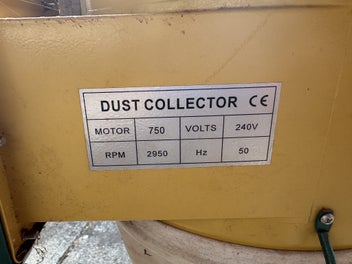 DUST COLLECTOR CE
MOTOR 750 VOLTS 240V
RPM 2950 Hz 50